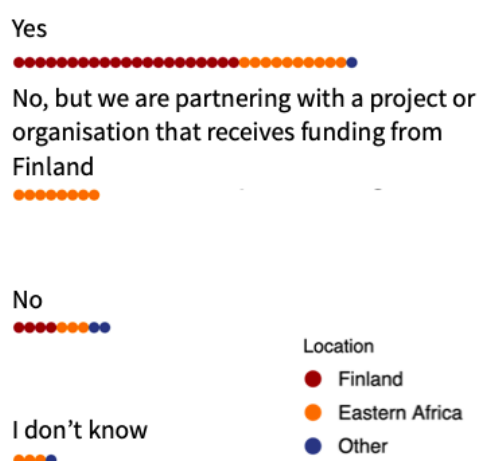 Yes
No, but we are partnering with a project or
organisation that receives funding from
Finland
No
Location
Finland
Eastern Africa
I don’t know
Other